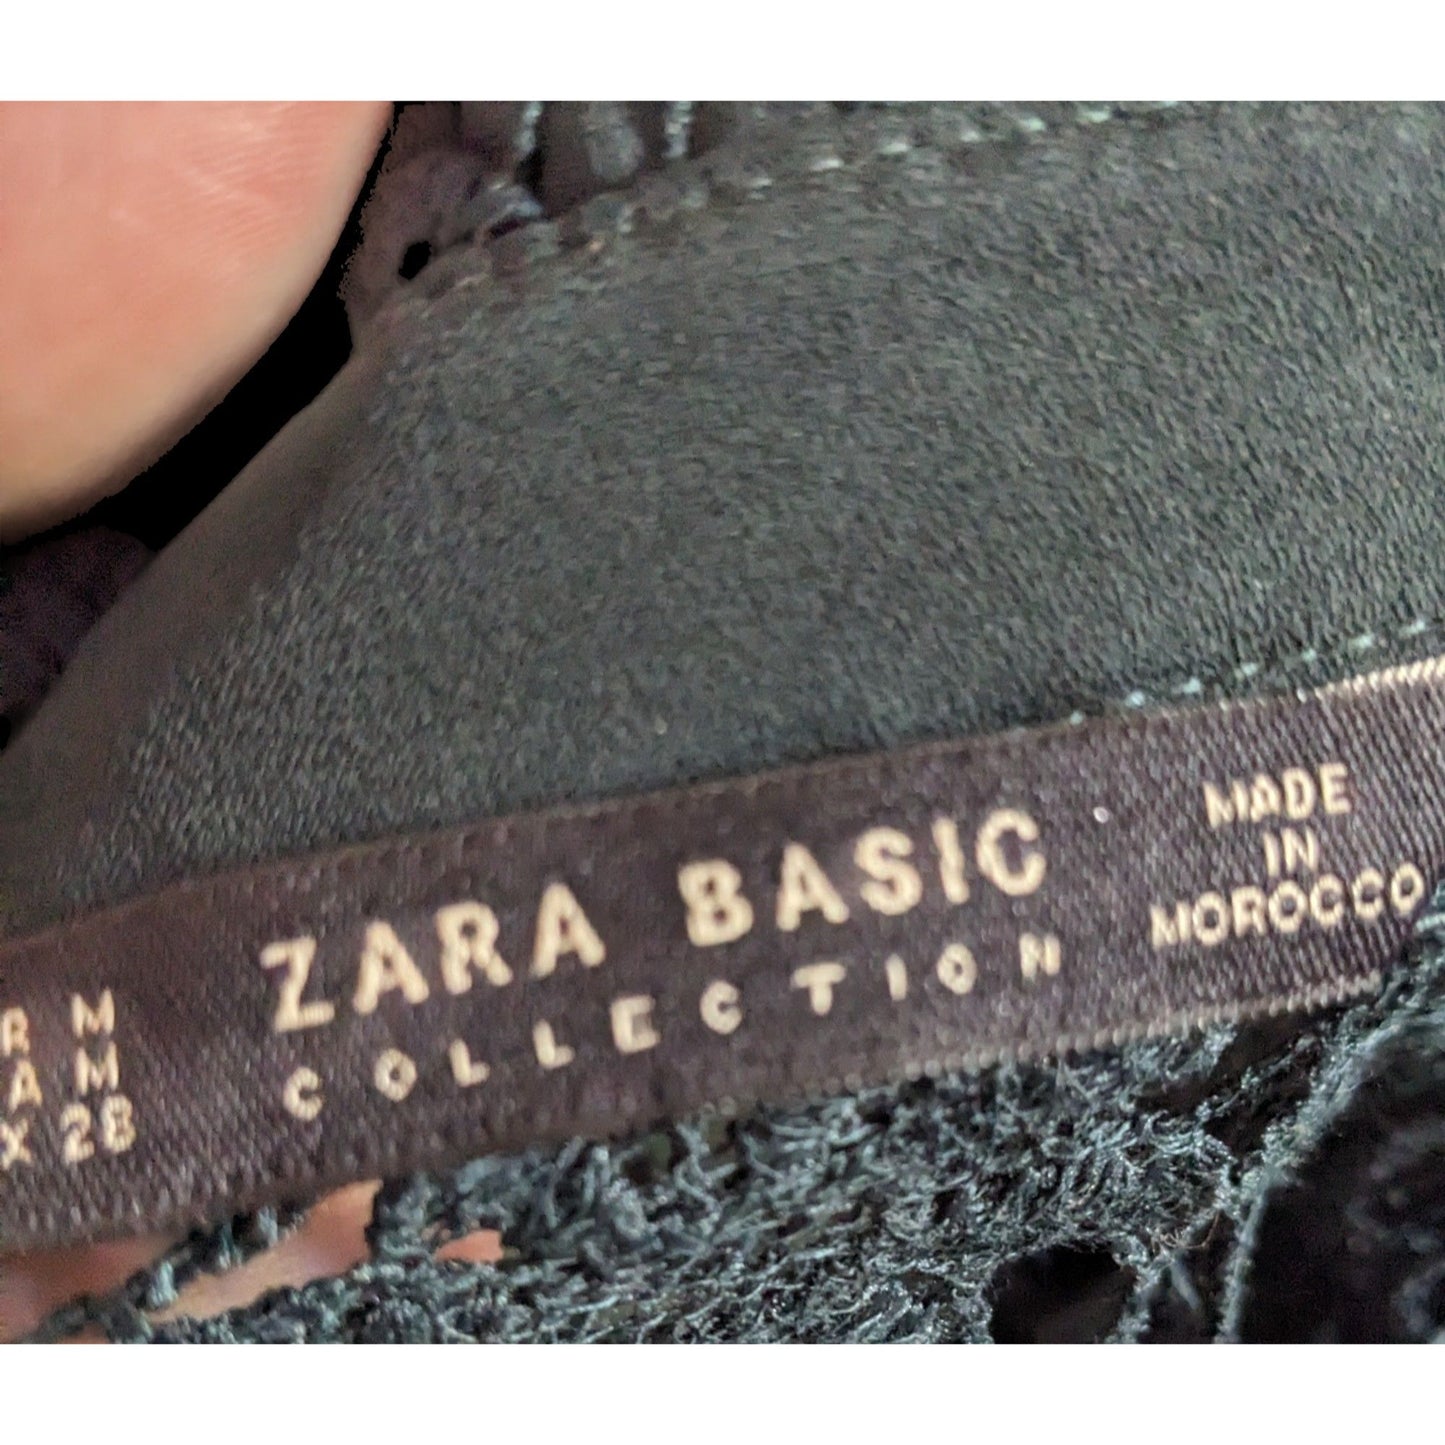 R M
A M
X 28
ZARA BASIC
COLLECTION
MADE
IN
MOROCCO